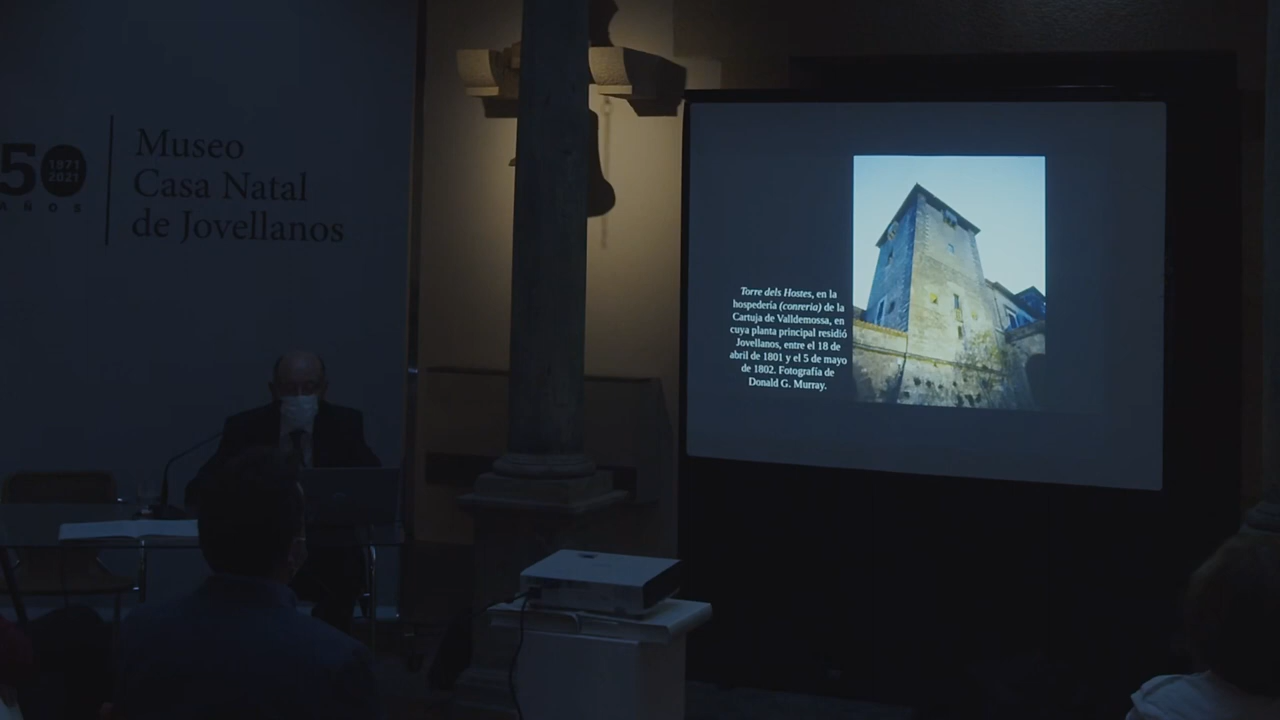 50
1971
2021
AÑOS
Museo
Casa Natal
de Jovellanos
Torre dels Hostes, en la
hospedería (conreria) de la
Cartuja de Valldemossa, en
cuya planta principal residió
Jovellanos, entre el 18 de
abril de 1801 y el 5 de mayo
de 1802. Fotografía de
Donald G. Murray.